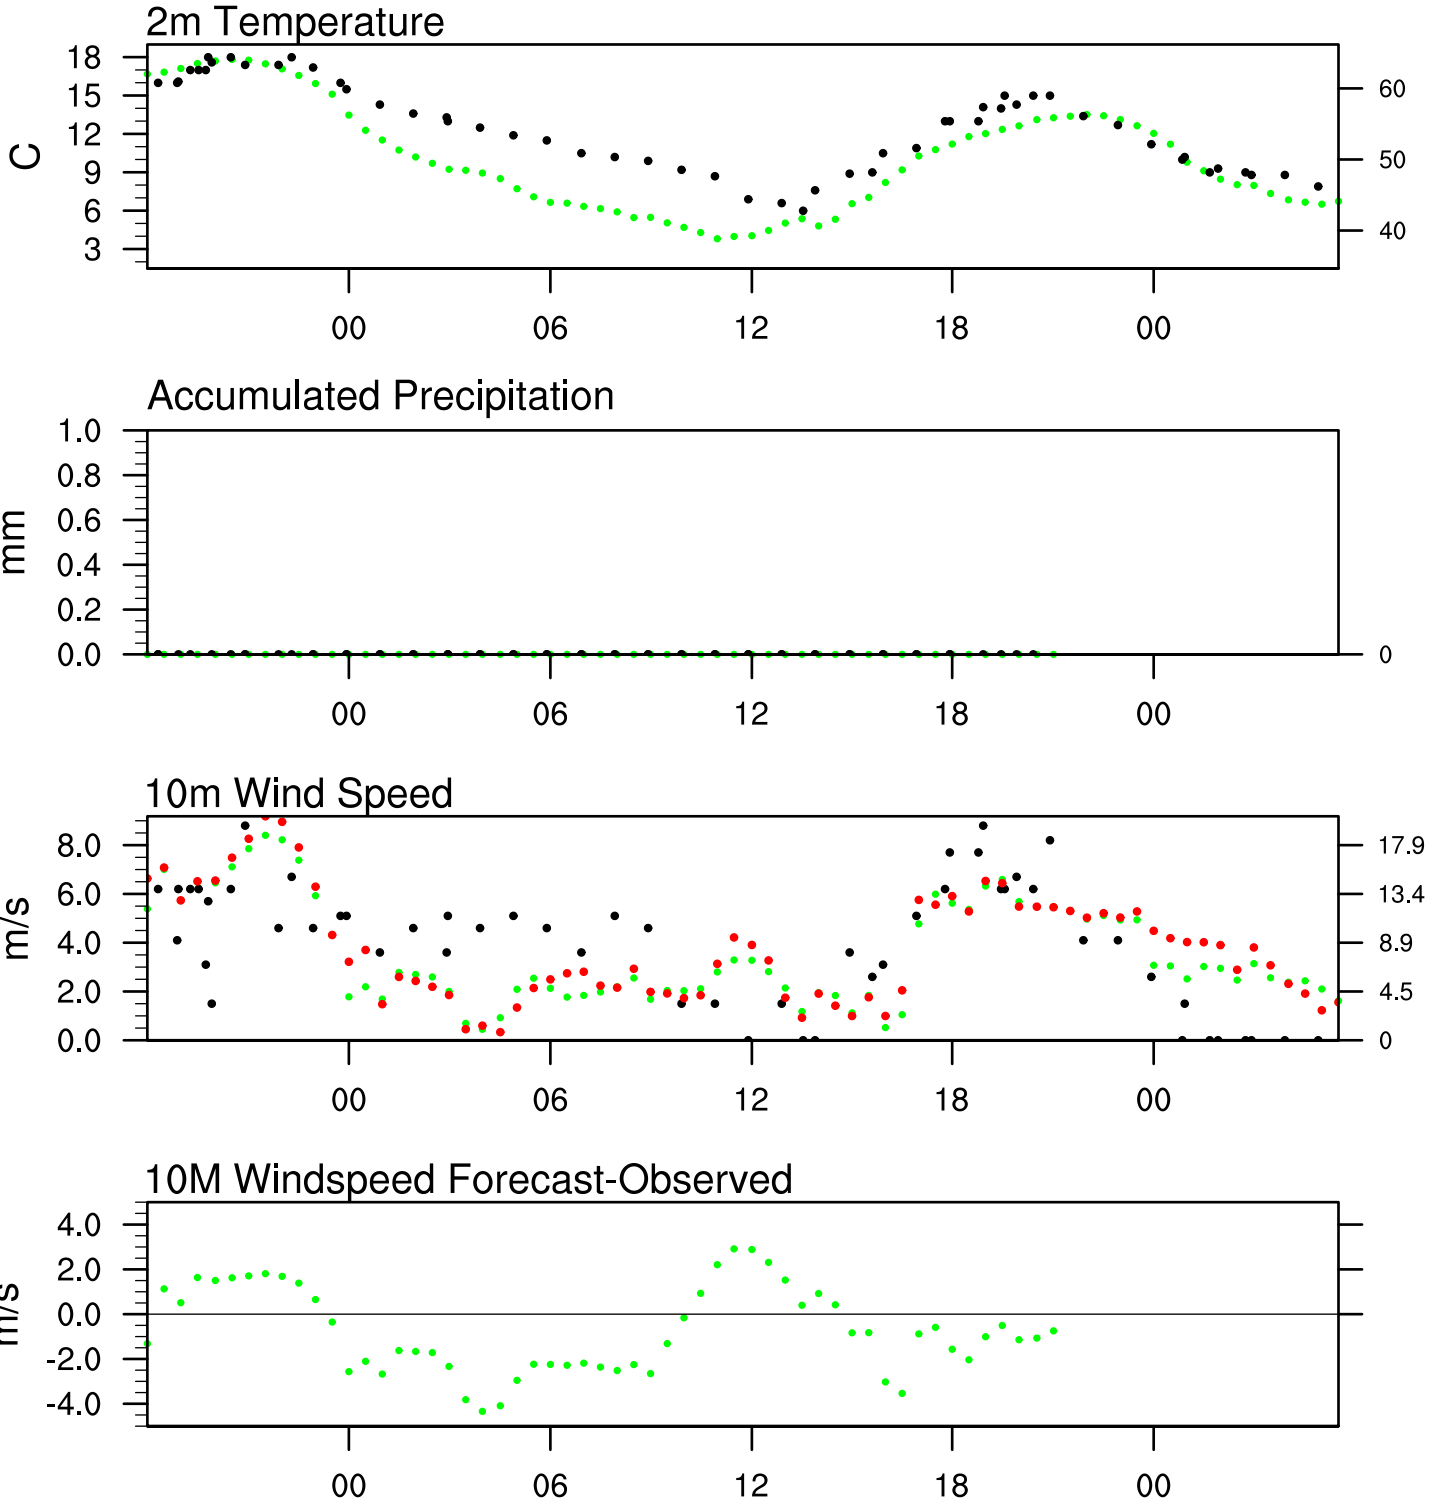 2m Temperature
18
15
12
9
6
3
C
60
50
40
00 06 12 18 00
Accumulated Precipitation
1.0
0.8
0.6
0.4
0.2
0.0
mm
0
00 06 12 18 00
10m Wind Speed
8.0
6.0
4.0
2.0
0.0
m/s
17.9
13.4
8.9
4.5
0
00 06 12 18 00
10M Windspeed Forecast-Observed
4.0
2.0
0.0
-2.0
-4.0
m/s
00 06 12 18 00